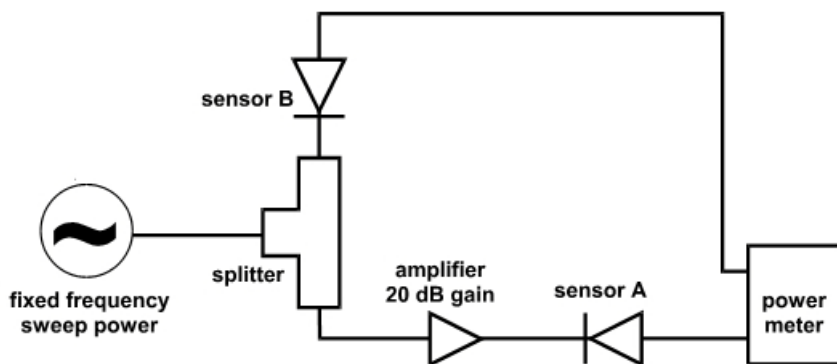 sensor B
fixed frequency
sweep power
splitter
amplifier
20 dB gain
sensor A
power
meter